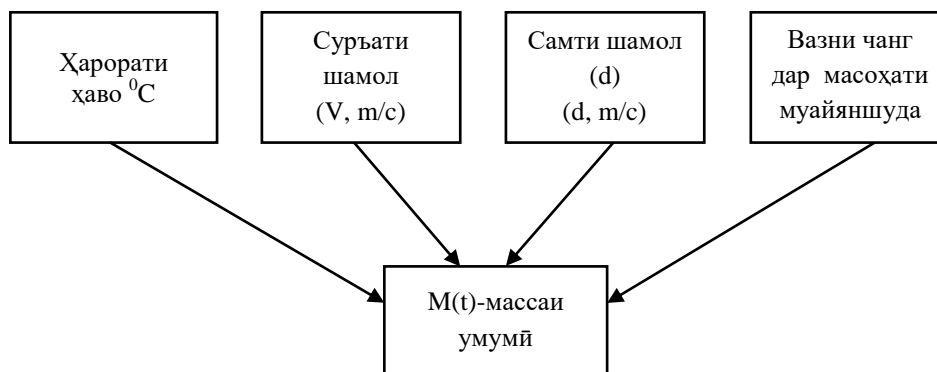 Ҳарорати
ҳаво ⁰C
Суръати
шамол
(V, m/c)
Самти шамол
(d)
(d, m/c)
Вазни чанг
дар масоҳати
муайяншуда
M(t)-массаи
умумӣ